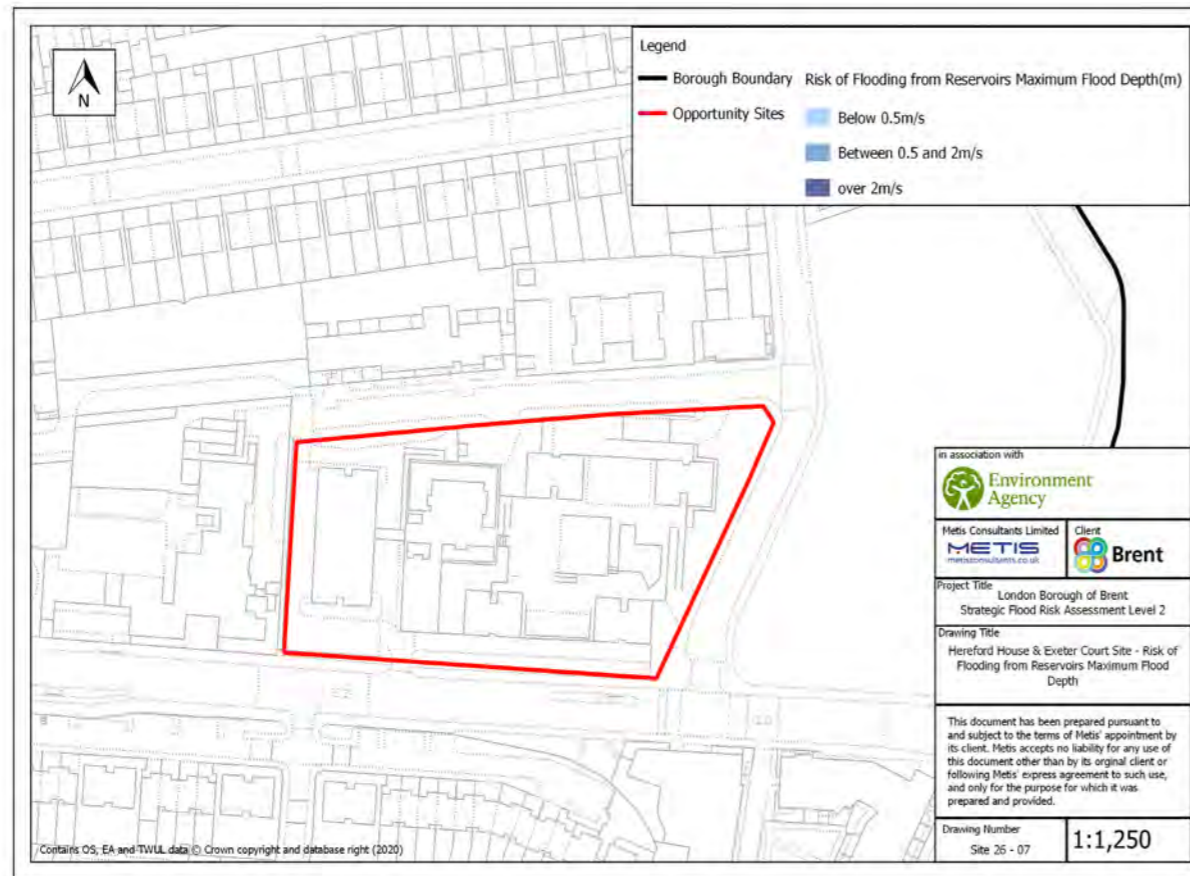 N
Legend
Borough Boundary
Opportunity Sites
Risk of Flooding from Reservoirs Maximum Flood Depth(m)
Below 0.5m/s
Between 0.5 and 2m/s
over 2m/s
in association with
Environment
Agency
Metis Consultants Limited
METIS
metisconsultants.co.uk
Client
Brent
Project Title
London Borough of Brent
Strategic Flood Risk Assessment Level 2
Drawing Title
Hereford House & Exeter Court Site - Risk of
Flooding from Reservoirs Maximum Flood
Depth
This document has been prepared pursuant to
and subject to the terms of Metis' appointment by
its client. Metis accepts no liability for any use of
this document other than by its orginal client or
following Metis' express agreement to such use,
and only for the purpose for which it was
prepared and provided.
Drawing Number
Site 26 - 07
1:1,250
Contains OS, EA and TWUL data © Crown copyright and database right (2020)